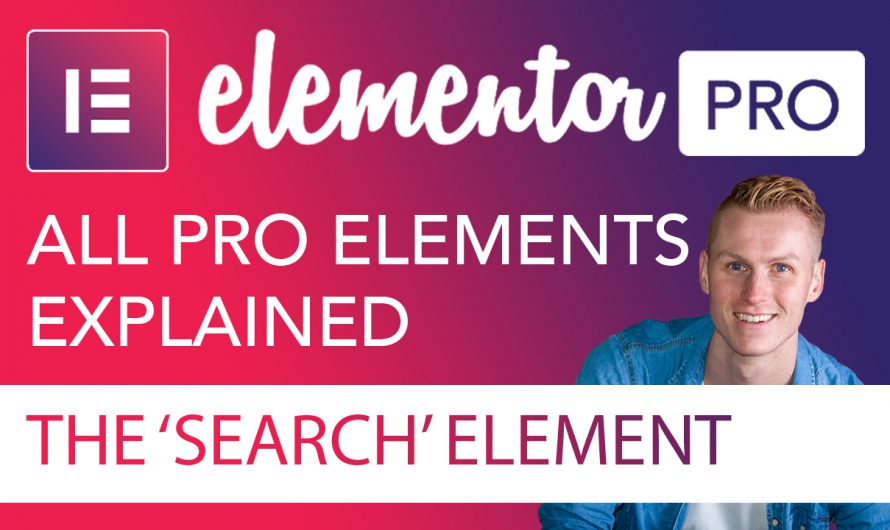 elementor PRO
ALL PRO ELEMENTS
EXPLAINED
THE ‘SEARCH’ ELEMENT